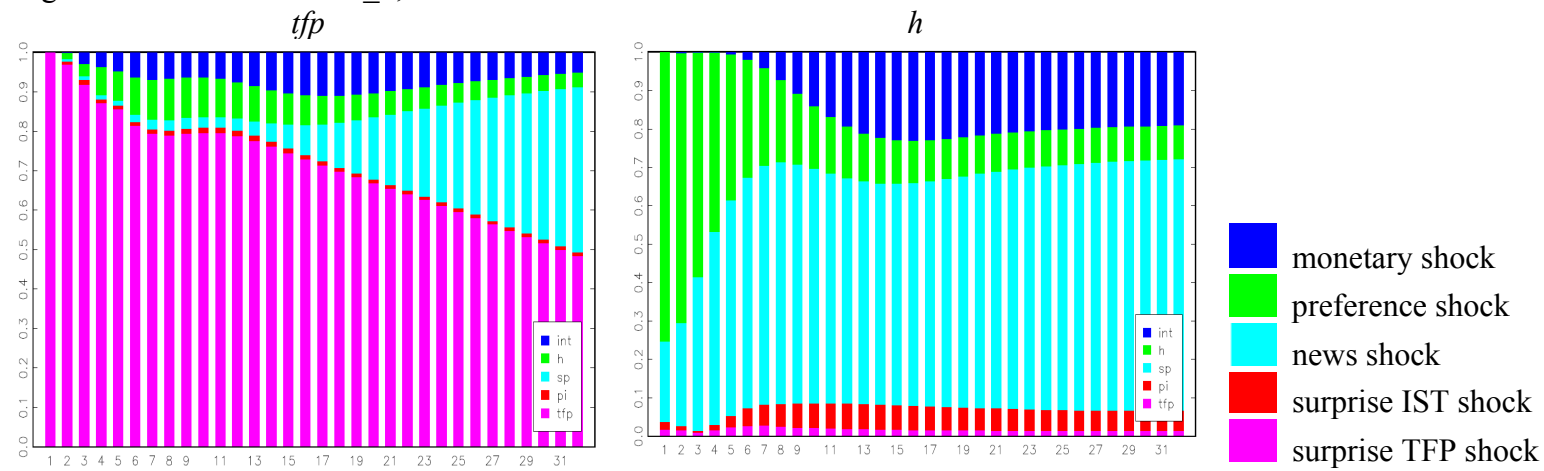 tfp
h
1.0
0.9
0.8
0.7
0.6
0.5
0.4
0.3
0.2
0.1
0.0
int
h
sp
pi
tfp
1 2 3 4 5 6 7 8 9 11 13 15 17 19 21 23 25 27 29 31
1.0
0.9
0.8
0.7
0.6
0.5
0.4
0.3
0.2
0.1
0.0
int
h
sp
pi
tfp
1 2 3 4 5 6 7 8 9 11 13 15 17 19 21 23 25 27 29 31
monetary shock
preference shock
news shock
surprise IST shock
surprise TFP shock